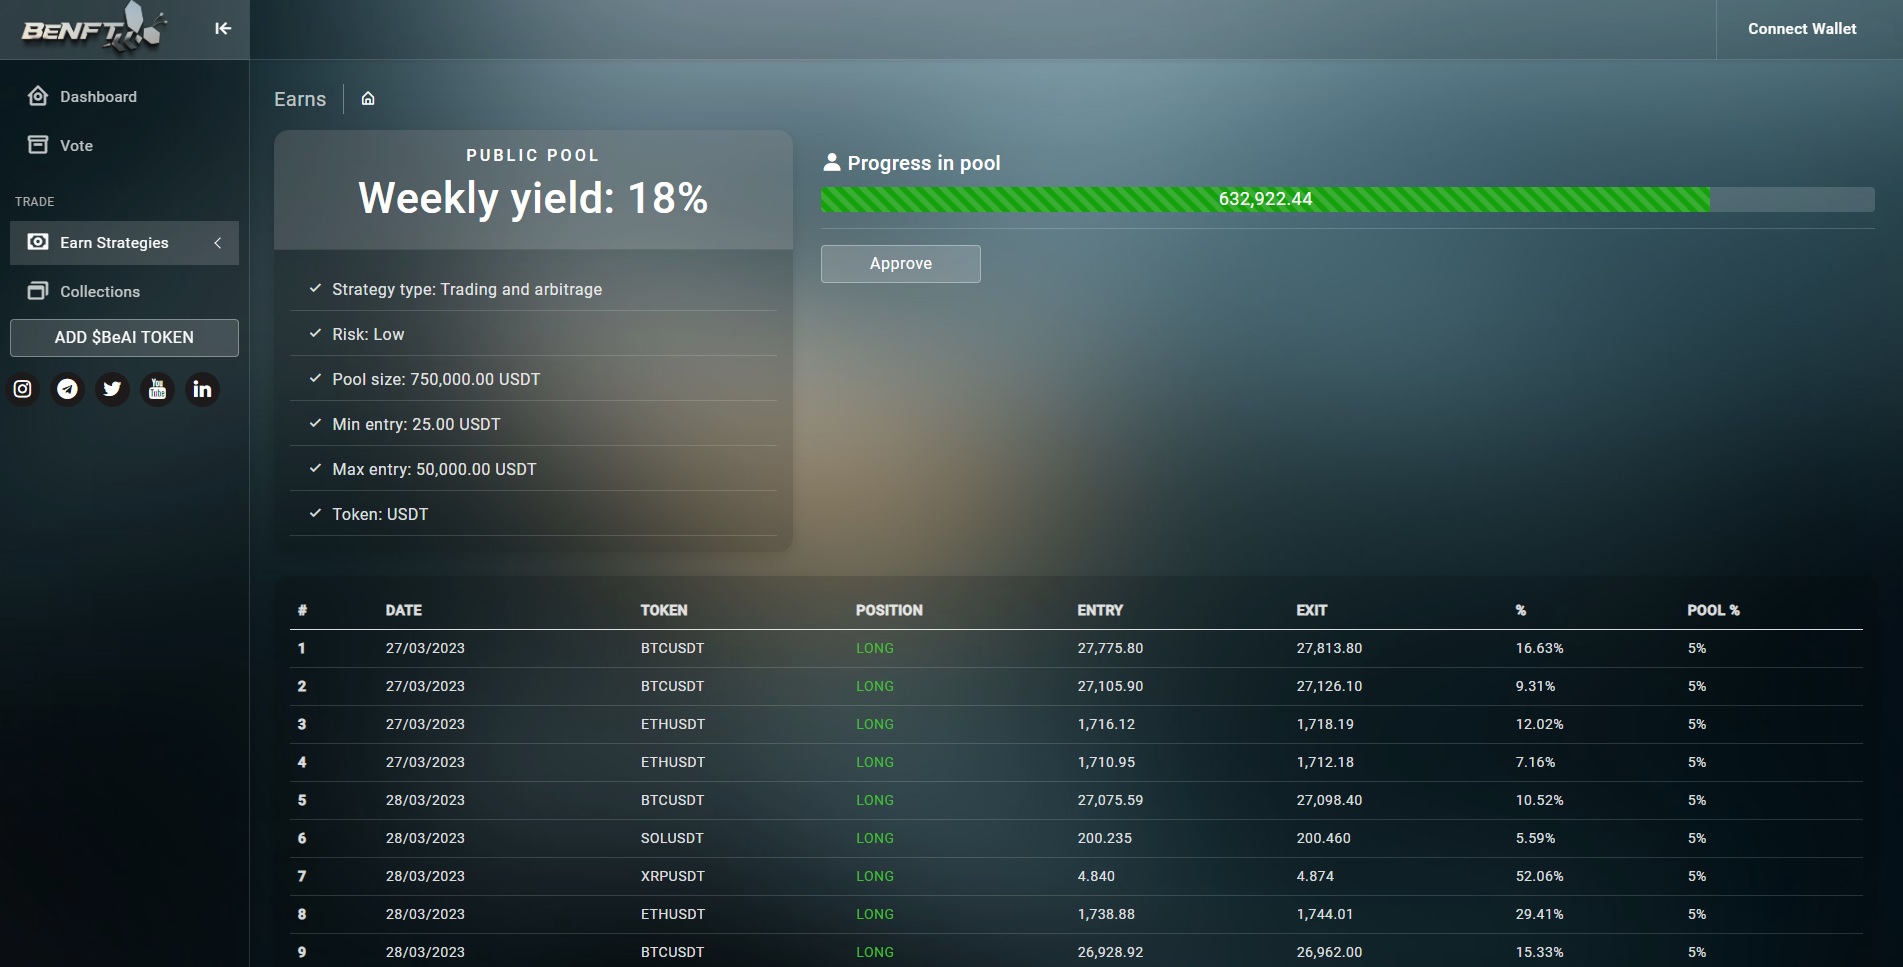 BeNFT
Connect Wallet
Dashboard
Vote
TRADE
Earn Strategies
Collections
ADD $BeAI TOKEN
You
Tube
in
Earns
PUBLIC POOL
Weekly yield: 18%
Strategy type: Trading and arbitrage
Risk: Low
Pool size: 750,000.00 USDT
Min entry: 25.00 USDT
Max entry: 50,000.00 USDT
Token: USDT
Progress in pool
632,922.44
Approve
# DATE TOKEN POSITION ENTRY EXIT % POOL %
1 27/03/2023 BTCUSDT LONG 27,775.80 27,813.80 16.63% 5%
2 27/03/2023 BTCUSDT LONG 27,105.90 27,126.10 9.31% 5%
3 27/03/2023 ETHUSDT LONG 1,716.12 1,718.19 12.02% 5%
4 27/03/2023 ETHUSDT LONG 1,710.95 1,712.18 7.16% 5%
5 28/03/2023 BTCUSDT LONG 27,075.59 27,098.40 10.52% 5%
6 28/03/2023 SOLUSDT LONG 200.235 200.460 5.59% 5%
7 28/03/2023 XRPUSDT LONG 4.840 4.874 52.06% 5%
8 28/03/2023 ETHUSDT LONG 1,738.88 1,744.01 29.41% 5%
9 28/03/2023 BTCUSDT LONG 26,928.92 26,962.00 15.33% 5%